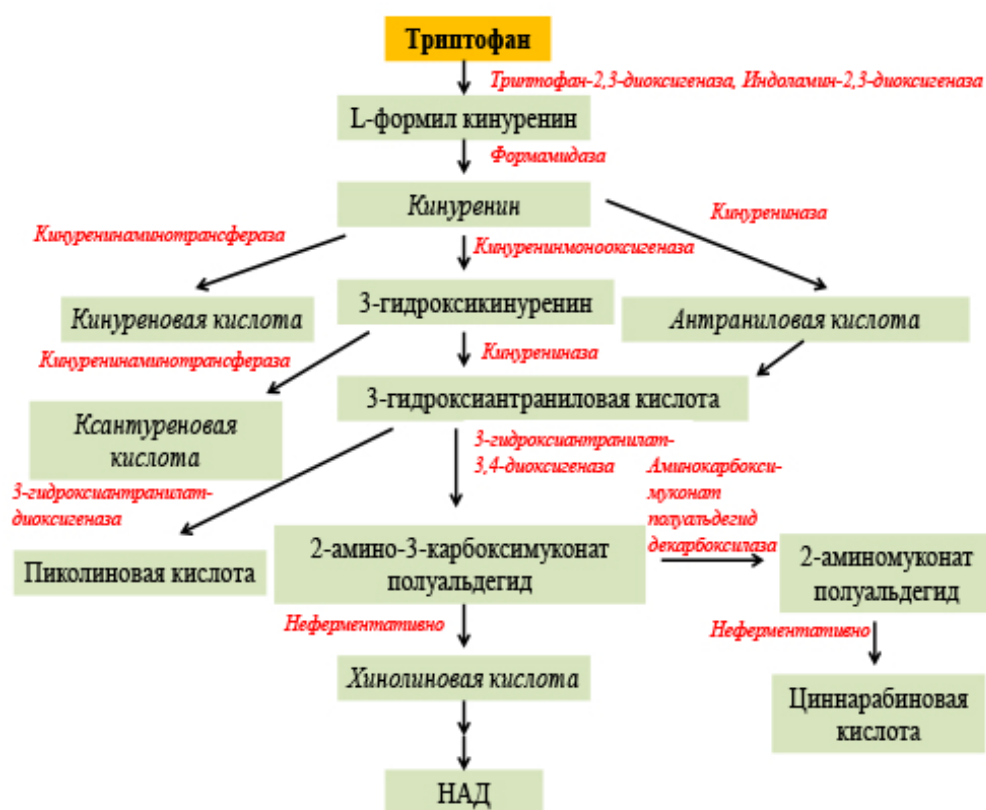 Триптофан
Триптофан-2,3-диоксигеназа, Индоламин-2,3-диоксигеназа
L-формил кинуренин
Формамидаза
Кинуренин
Кинурениназа
Кинуренинаминотрансфераза
Кинуренинмонооксигеназа
Кинуреновая кислота
3-гидроксикинуренин
Антраниловая кислота
Кинуренинаминотрансфераза
Кинурениназа
Ксантуреновая
кислота
3-гидроксиантраниловая кислота
3-гидроксиантранилат-
3,4-диоксигеназа
3-гидроксиантранилат-
диоксигеназа
Аминокарбокси-
муконат
полуальдегид
декарбоксилаза
Пиколиновая кислота
2-амино-3-карбоксимуконат
полуальдегид
2-аминомуконат
полуальдегид
Неферментативно
Неферментативно
Хинолиновая кислота
Циннарабиновая
кислота
НАД